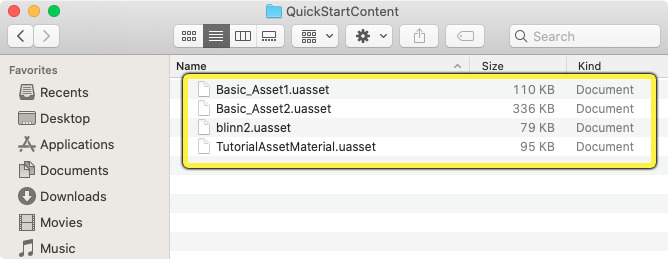 QuickStartContent
Search
Favorites
Recents
Desktop
Applications
Documents
Downloads
Movies
Music
Name Size Kind
Basic_Asset1.uasset 110 KB Document
Basic_Asset2.uasset 336 KB Document
blinn2.uasset 79 KB Document
TutorialAssetMaterial.uasset 95 KB Document